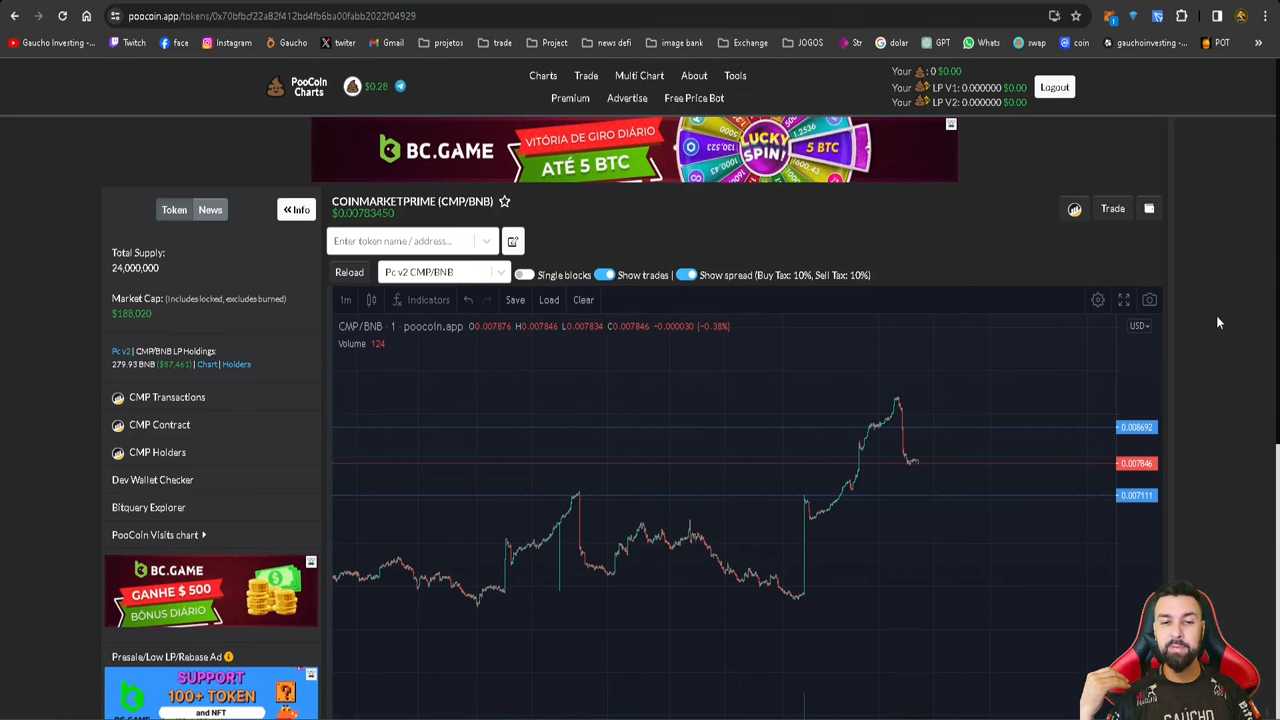 poocoin.app/tokens/0x70bfbcf22a82f412bd4fb6ba00fabb2022f04929
Gaucho Investing -... Twitch face Instagram Gaucho twiter Gmail projetos trade Project news defi image bank Exchange JOGOS Str dolar GPT Whats swap coin gauchoinvesting -... POT
PooCoin Charts
$0.28
Charts Trade Multi Chart About Tools
Premium Advertise Free Price Bot
Your : 0 $0.00
Your LP V1: 0.000000 $0.00
Your LP V2: 0.000000 $0.00
Logout
BC.GAME
VITÓRIA DE GIRO DIÁRIO
ATÉ 5 BTC
LUCKY SPIN!
5 BTC
Token News
Info
COINMARKETPRIME (CMP/BNB)
$0.00783450
Trade
Total Supply:
24,000,000
Market Cap: (Includes locked, excludes burned)
$188,020
Pc v2 | CMP/BNB LP Holdings:
279.93 BNB ($87,461) | Chart | Holders
CMP Transactions
CMP Contract
CMP Holders
Dev Wallet Checker
Bitquery Explorer
PooCoin Visits chart
BC.GAME
GANHE $ 500
BÔNUS DIÁRIO
Presale/Low LP/Rebase Ad
SUPPORT
100+ TOKEN
and NFT
BC.GAME
Enter token name / address...
Reload Pc v2 CMP/BNB Single blocks Show trades Show spread (Buy Tax: 10%, Sell Tax: 10%)
1m Indicators Save Load Clear
CMP/BNB · 1 · poocoin.app O0.007876 H0.007846 L0.007834 C0.007846 -0.000030 (-0.38%)
USD
Volume 124
0.008692
0.007846
0.007111
GAÚCHO